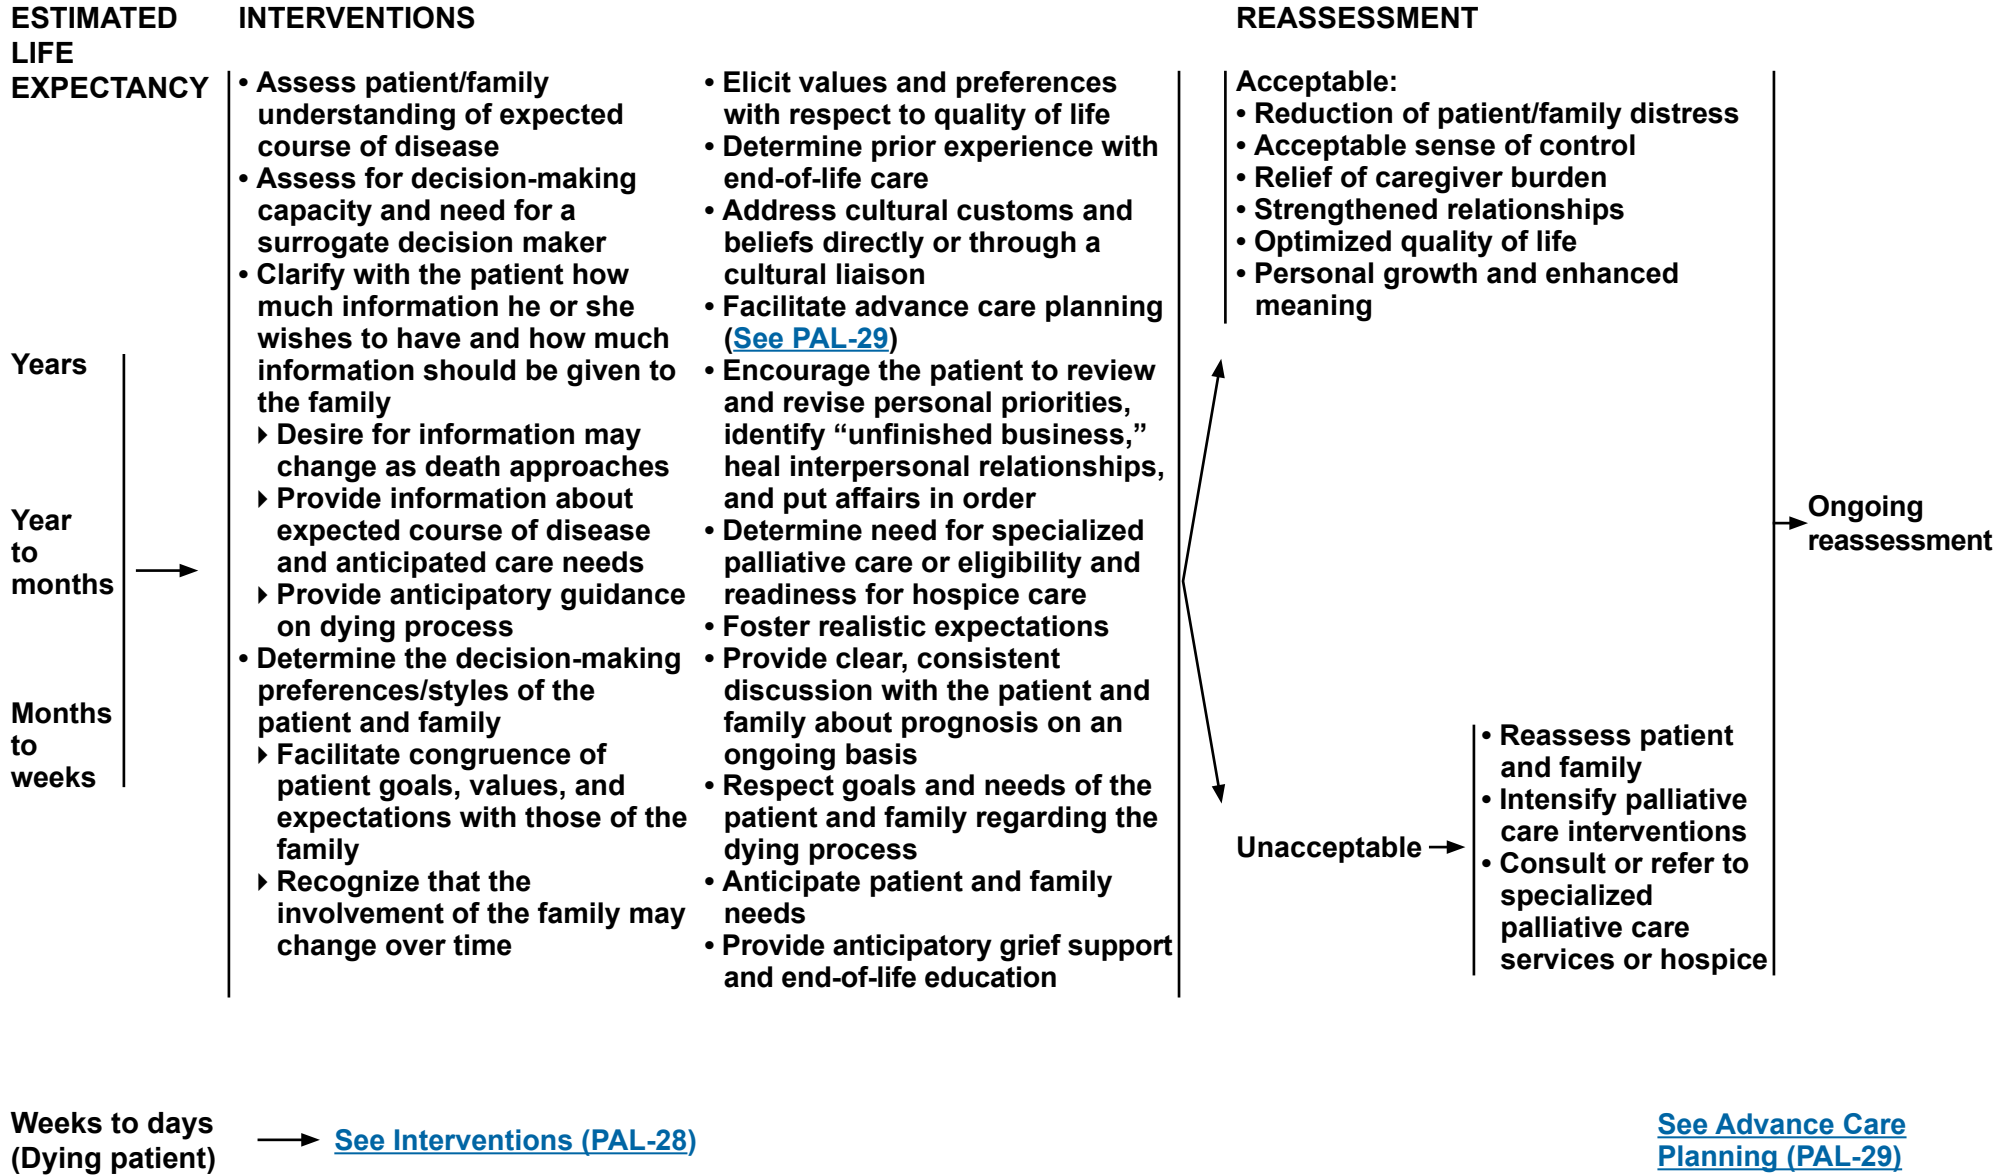 ESTIMATED
LIFE
EXPECTANCY
INTERVENTIONS
REASSESSMENT
Years
Year
to
months
Months
to
weeks
• Assess patient/family
understanding of expected
course of disease
• Assess for decision-making
capacity and need for a
surrogate decision maker
• Clarify with the patient how
much information he or she
wishes to have and how much
information should be given to
the family
▸ Desire for information may
change as death approaches
▸ Provide information about
expected course of disease
and anticipated care needs
▸ Provide anticipatory guidance
on dying process
• Determine the decision-making
preferences/styles of the
patient and family
▸ Facilitate congruence of
patient goals, values, and
expectations with those of the
family
▸ Recognize that the
involvement of the family may
change over time
• Elicit values and preferences
with respect to quality of life
• Determine prior experience with
end-of-life care
• Address cultural customs and
beliefs directly or through a
cultural liaison
• Facilitate advance care planning
(See PAL-29)
• Encourage the patient to review
and revise personal priorities,
identify “unfinished business,”
heal interpersonal relationships,
and put affairs in order
• Determine need for specialized
palliative care or eligibility and
readiness for hospice care
• Foster realistic expectations
• Provide clear, consistent
discussion with the patient and
family about prognosis on an
ongoing basis
• Respect goals and needs of the
patient and family regarding the
dying process
• Anticipate patient and family
needs
• Provide anticipatory grief support
and end-of-life education
Acceptable:
• Reduction of patient/family distress
• Acceptable sense of control
• Relief of caregiver burden
• Strengthened relationships
• Optimized quality of life
• Personal growth and enhanced
meaning
Unacceptable
• Reassess patient
and family
• Intensify palliative
care interventions
• Consult or refer to
specialized
palliative care
services or hospice
Ongoing
reassessment
Weeks to days
(Dying patient)
See Interventions (PAL-28)
See Advance Care
Planning (PAL-29)